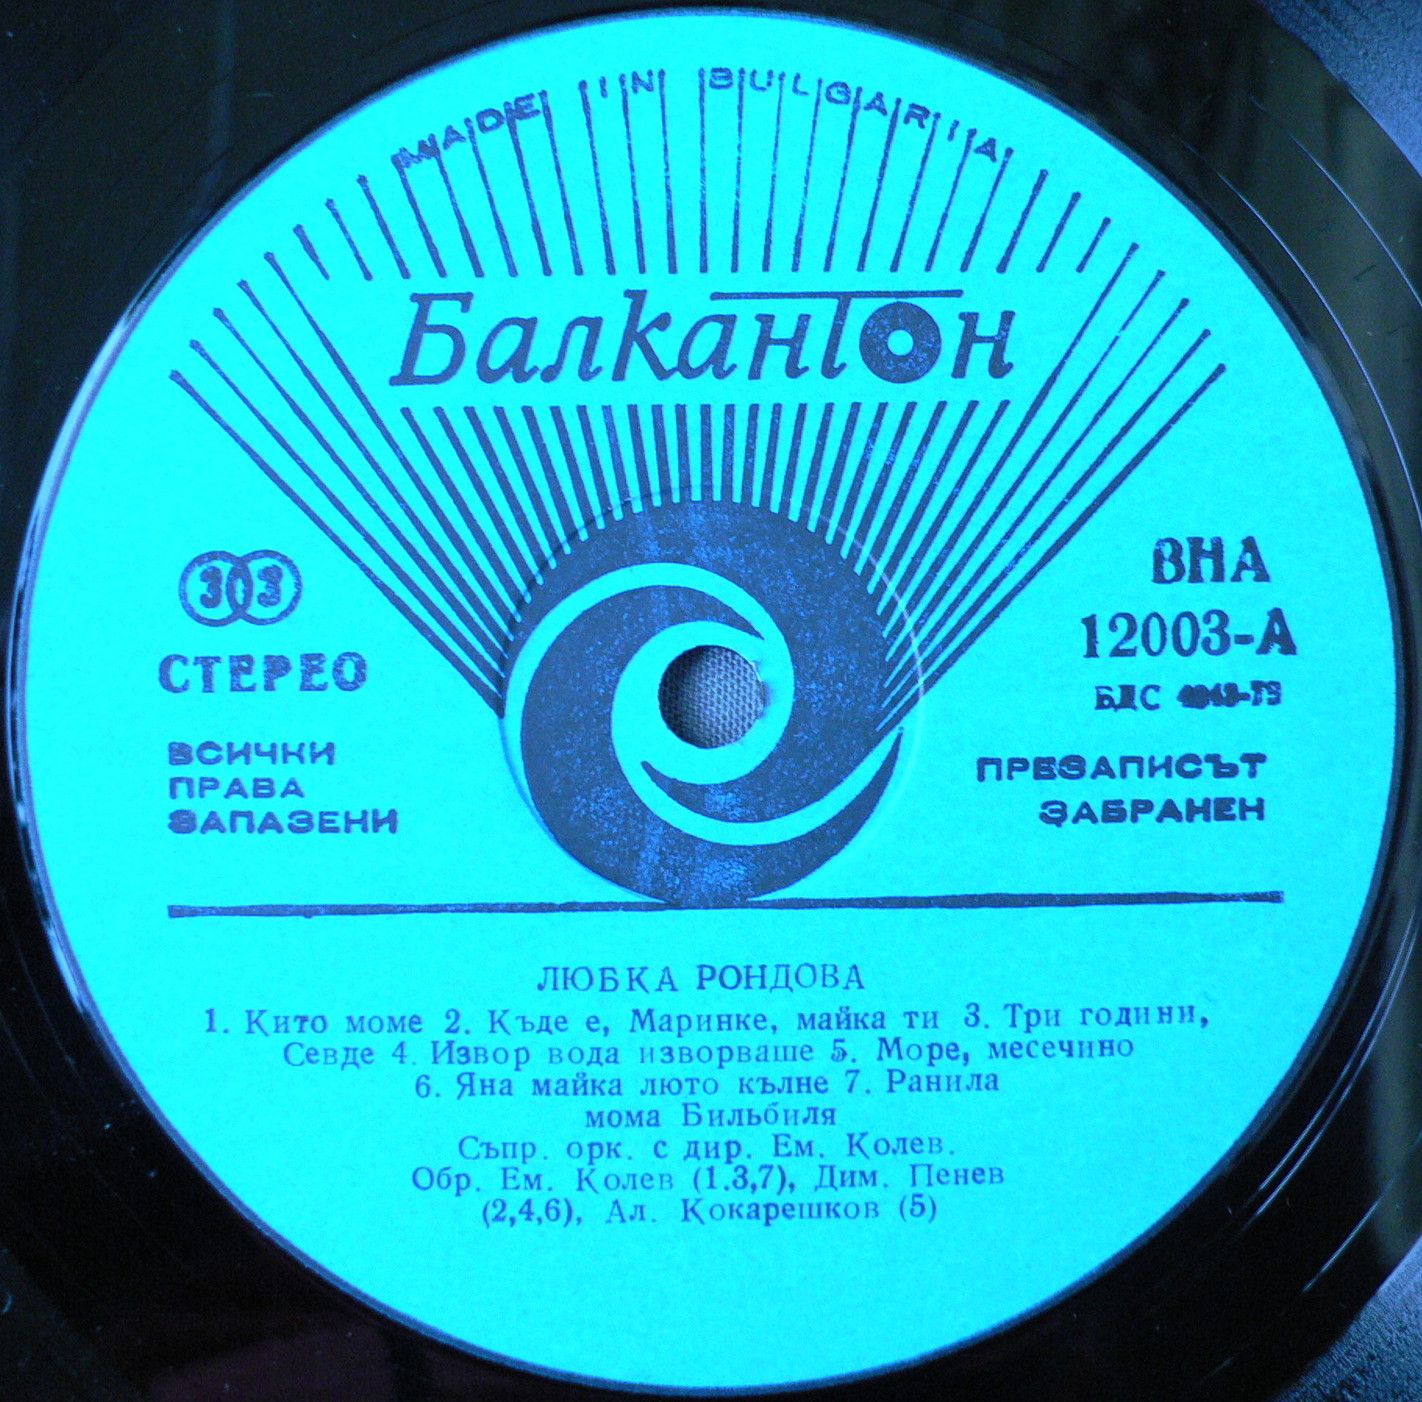 MADE IN BULGARIA
Балкантон
33
СТЕРЕО
ВСИЧКИ
ПРАВА
ЗАПАЗЕНИ
ВНА
12003-А
БДС
ПРЕЗАПИСЪТ
ЗАБРАНЕН
ЛЮБКА РОНДОВА
1. Кито моме 2. Къде е, Маринке, майка ти 3. Три години,
Севде 4. Извор вода изворваше 5. Море, месечино
6. Яна майка люто кълне 7. Ранила
мома Бильбиля
Съпр. орк. с дир. Ем. Колев.
Обр. Ем. Колев (1.3,7), Дим. Пенев
(2,4,6), Ал. Кокарешков (5)